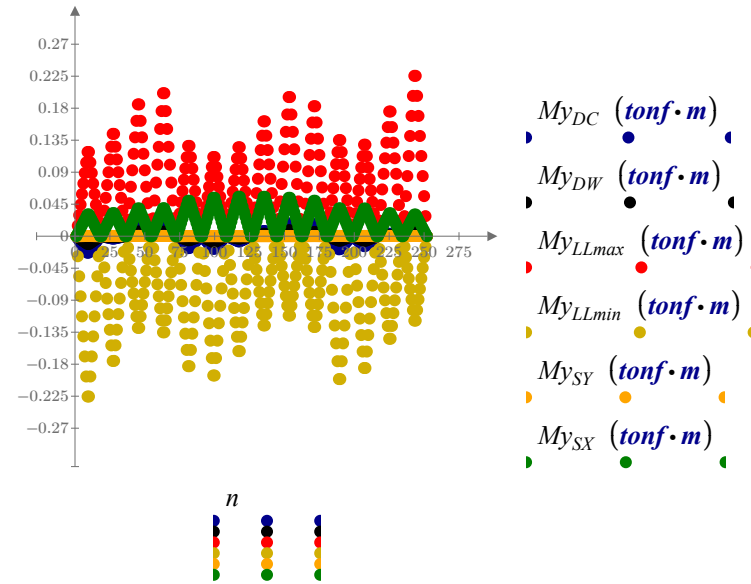 0.27
0.225
0.18
0.135
0.09
0.045
0
−0.045
−0.09
−0.135
−0.18
−0.225
−0.27
0 25 50 75 100 125 150 175 200 225 250 275
My_DC (tonf·m)
My_DW (tonf·m)
My_LLmax (tonf·m)
My_LLmin (tonf·m)
My_SY (tonf·m)
My_SX (tonf·m)
n